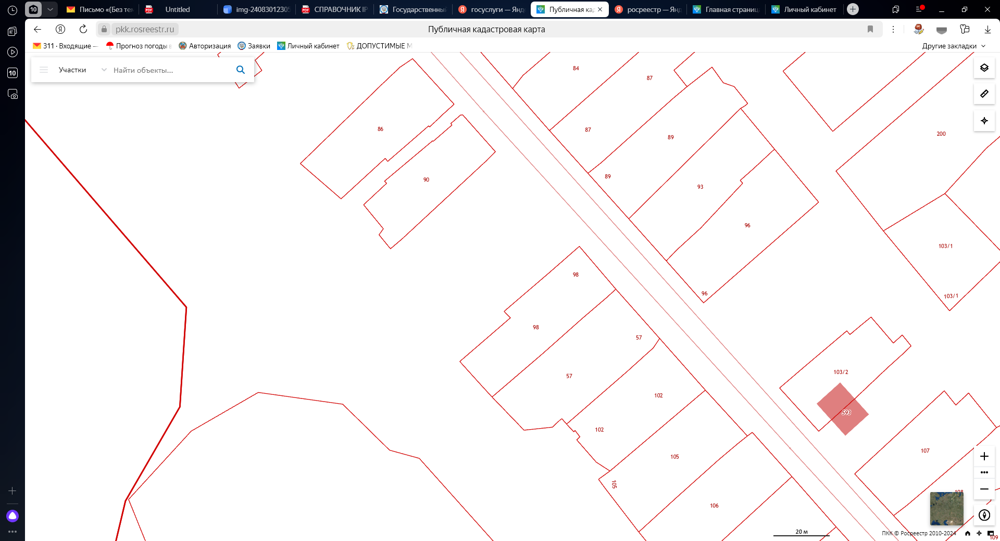 10
Письмо «(Без тем
Untitled
img-24083012305
СПРАВОЧНИК IP
Государственный
госуслуги — Янд
Публичная ка
росреестр — Янд
Главная страниц
Личный кабинет
pkk.rosreestr.ru
Публичная кадастровая карта
311 · Входящие —
Прогноз погоды в
Авторизация
Заявки
Личный кабинет
ДОПУСТИМЫЕ М
Другие закладки
10
Участки
Найти объекты...
84
87
86
87
89
200
89
90
93
96
103/1
98
96
103/1
98
57
103/2
57
102
593
102
107
105
105
108
106
20 м
ПКК © Росреестр 2010-2024
109